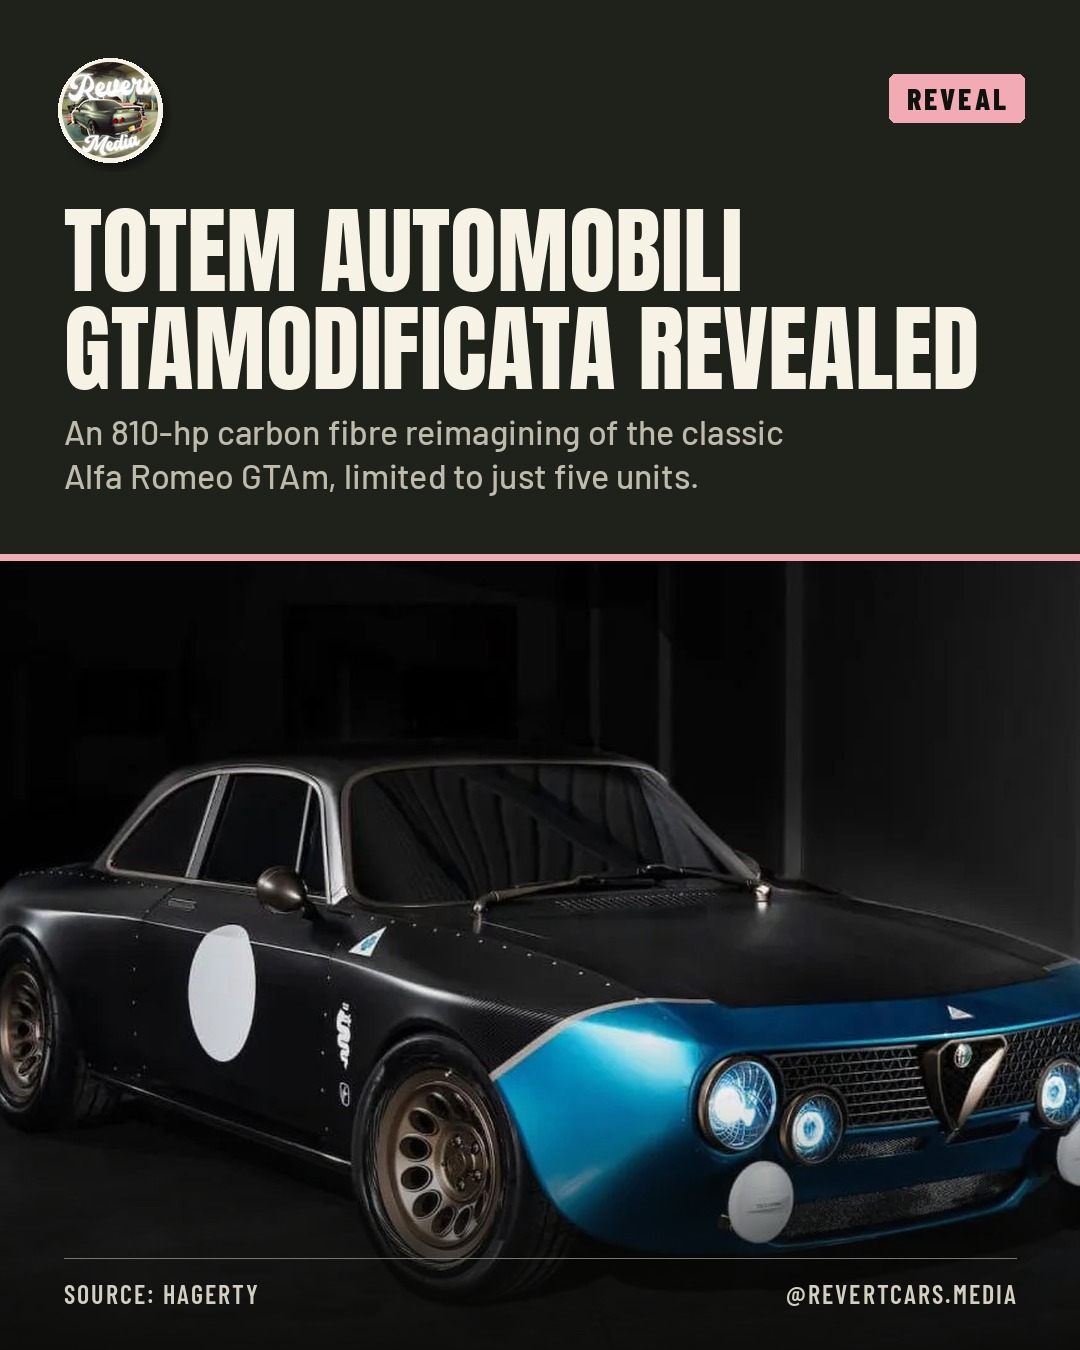 Revert
Media
REVEAL
TOTEM AUTOMOBILI
GTAMODIFICATA REVEALED
An 810-hp carbon fibre reimagining of the classic
Alfa Romeo GTAm, limited to just five units.
SOURCE: HAGERTY
@REVERTCARS.MEDIA